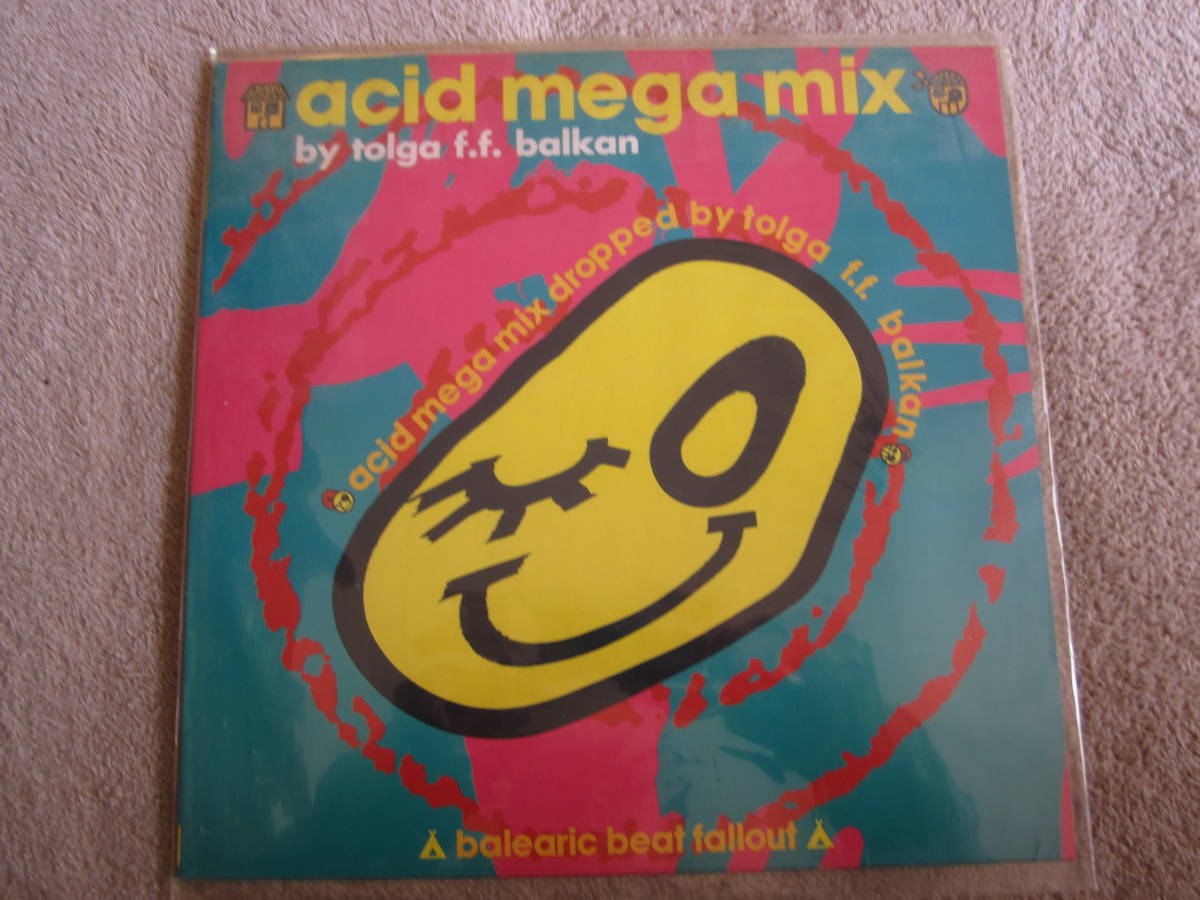 acid mega mix
by tolga f.f. balkan
acid mega mix dropped by tolga f.f. balkan
balearic beat fallout